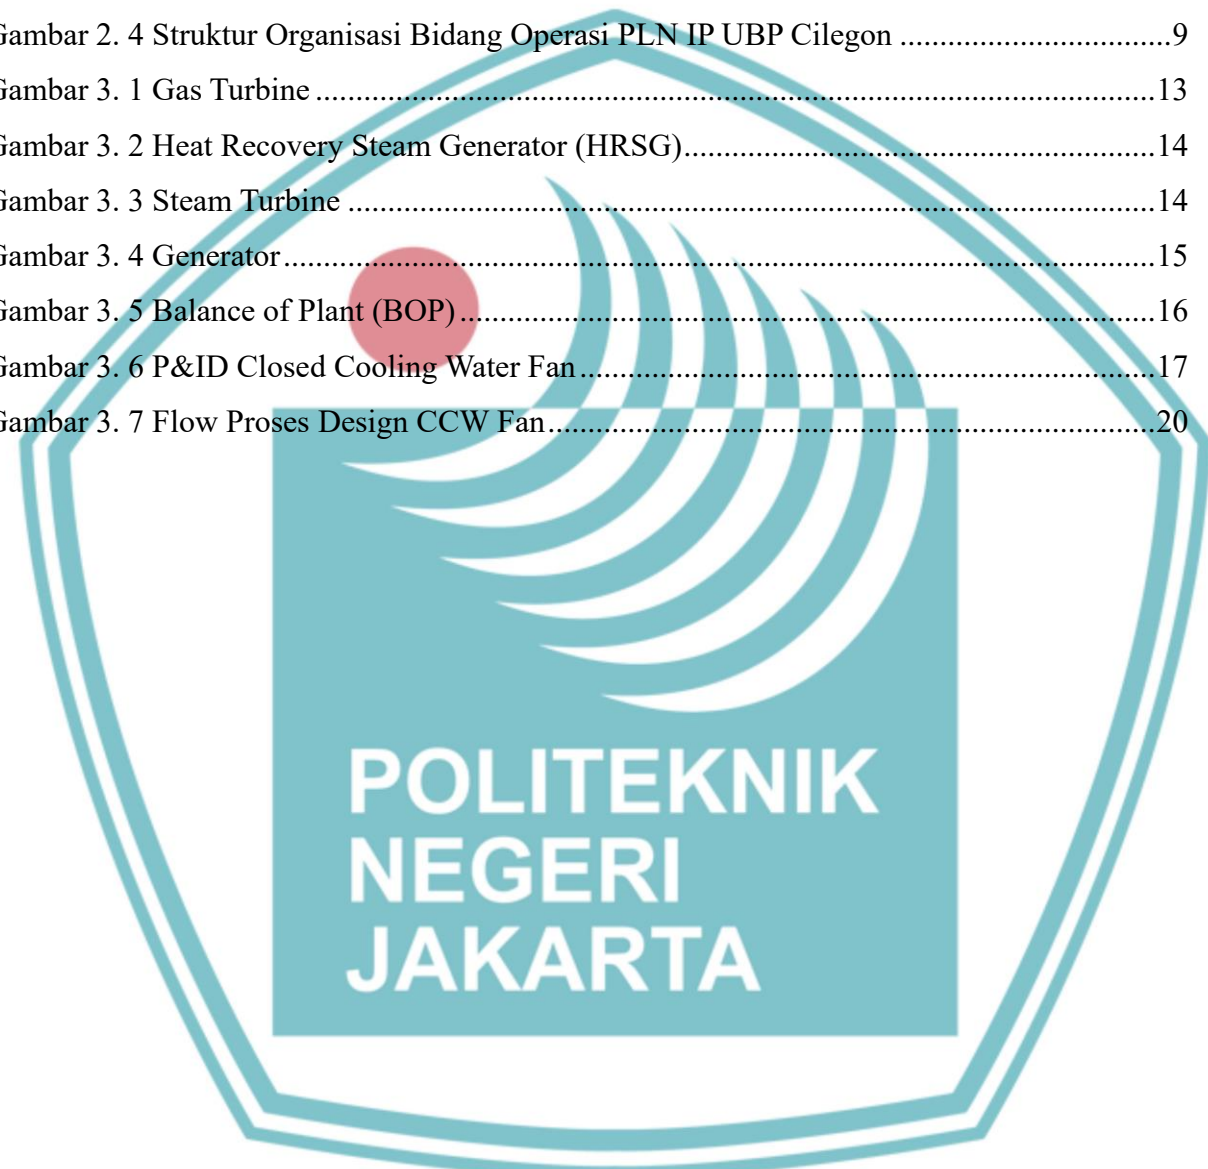 Gambar 2. 4 Struktur Organisasi Bidang Operasi PLN IP UBP Cilegon .................................9
Gambar 3. 1 Gas Turbine ........................................................................................................13
Gambar 3. 2 Heat Recovery Steam Generator (HRSG)..........................................................14
Gambar 3. 3 Steam Turbine ....................................................................................................14
Gambar 3. 4 Generator............................................................................................................15
Gambar 3. 5 Balance of Plant (BOP)......................................................................................16
Gambar 3. 6 P&ID Closed Cooling Water Fan.......................................................................17
Gambar 3. 7 Flow Proses Design CCW Fan...........................................................................20
POLITEKNIK
NEGERI
JAKARTA